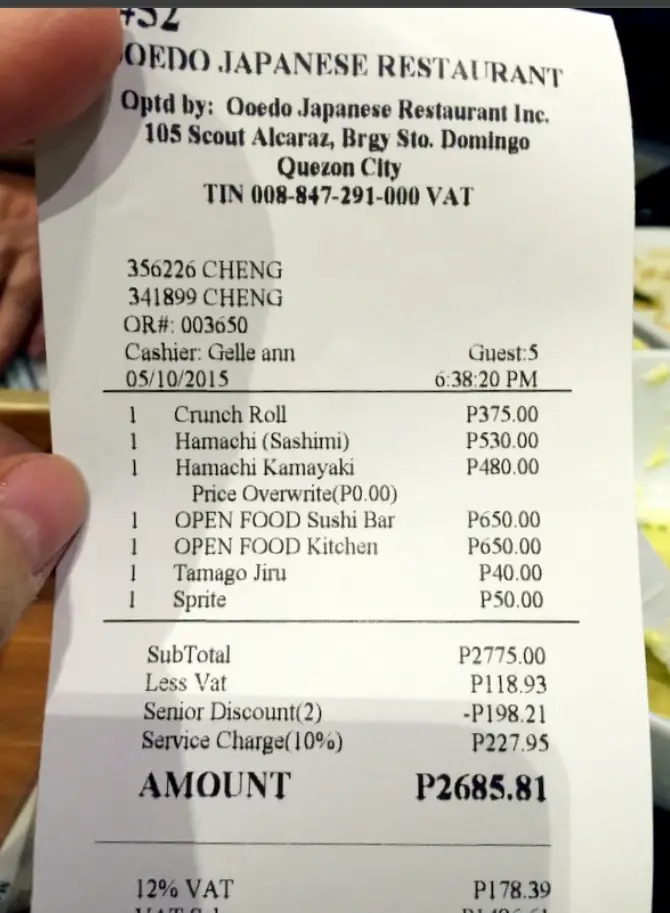 OOEDO JAPANESE RESTAURANT
Optd by: Ooedo Japanese Restaurant Inc.
105 Scout Alcaraz, Brgy Sto. Domingo
Quezon City
TIN 008-847-291-000 VAT
356226 CHENG
341899 CHENG
OR#: 003650
Cashier: Gelle ann Guest:5
05/10/2015 6:38:20 PM
1 Crunch Roll P375.00
1 Hamachi (Sashimi) P530.00
1 Hamachi Kamayaki P480.00
Price Overwrite(P0.00)
1 OPEN FOOD Sushi Bar P650.00
1 OPEN FOOD Kitchen P650.00
1 Tamago Jiru P40.00
1 Sprite P50.00
SubTotal P2775.00
Less Vat P118.93
Senior Discount(2) -P198.21
Service Charge(10%) P227.95
AMOUNT P2685.81
12% VAT P178.39